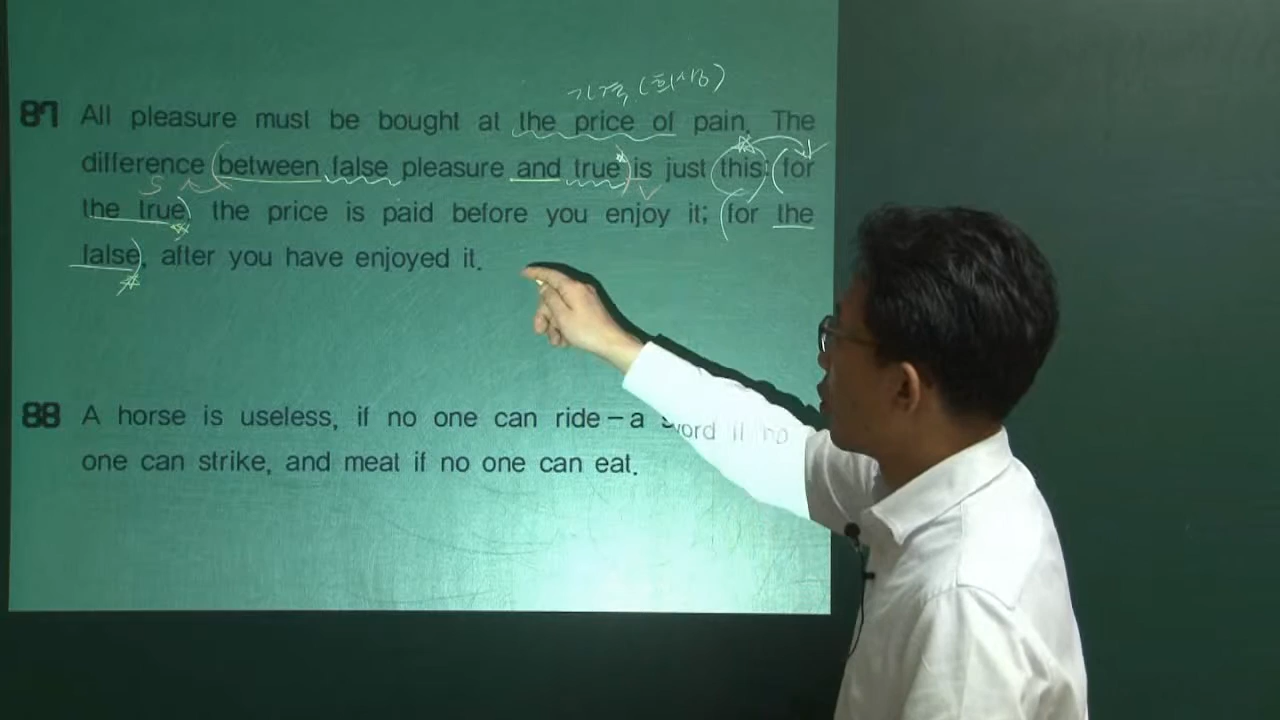 가격, (희생)
87 All pleasure must be bought at the price of pain. The
difference (between false pleasure and true) is just (this: (for
S V
the true) the price is paid before you enjoy it; (for the
false), after you have enjoyed it.
88 A horse is useless, if no one can ride – a sword if no
one can strike, and meat if no one can eat.